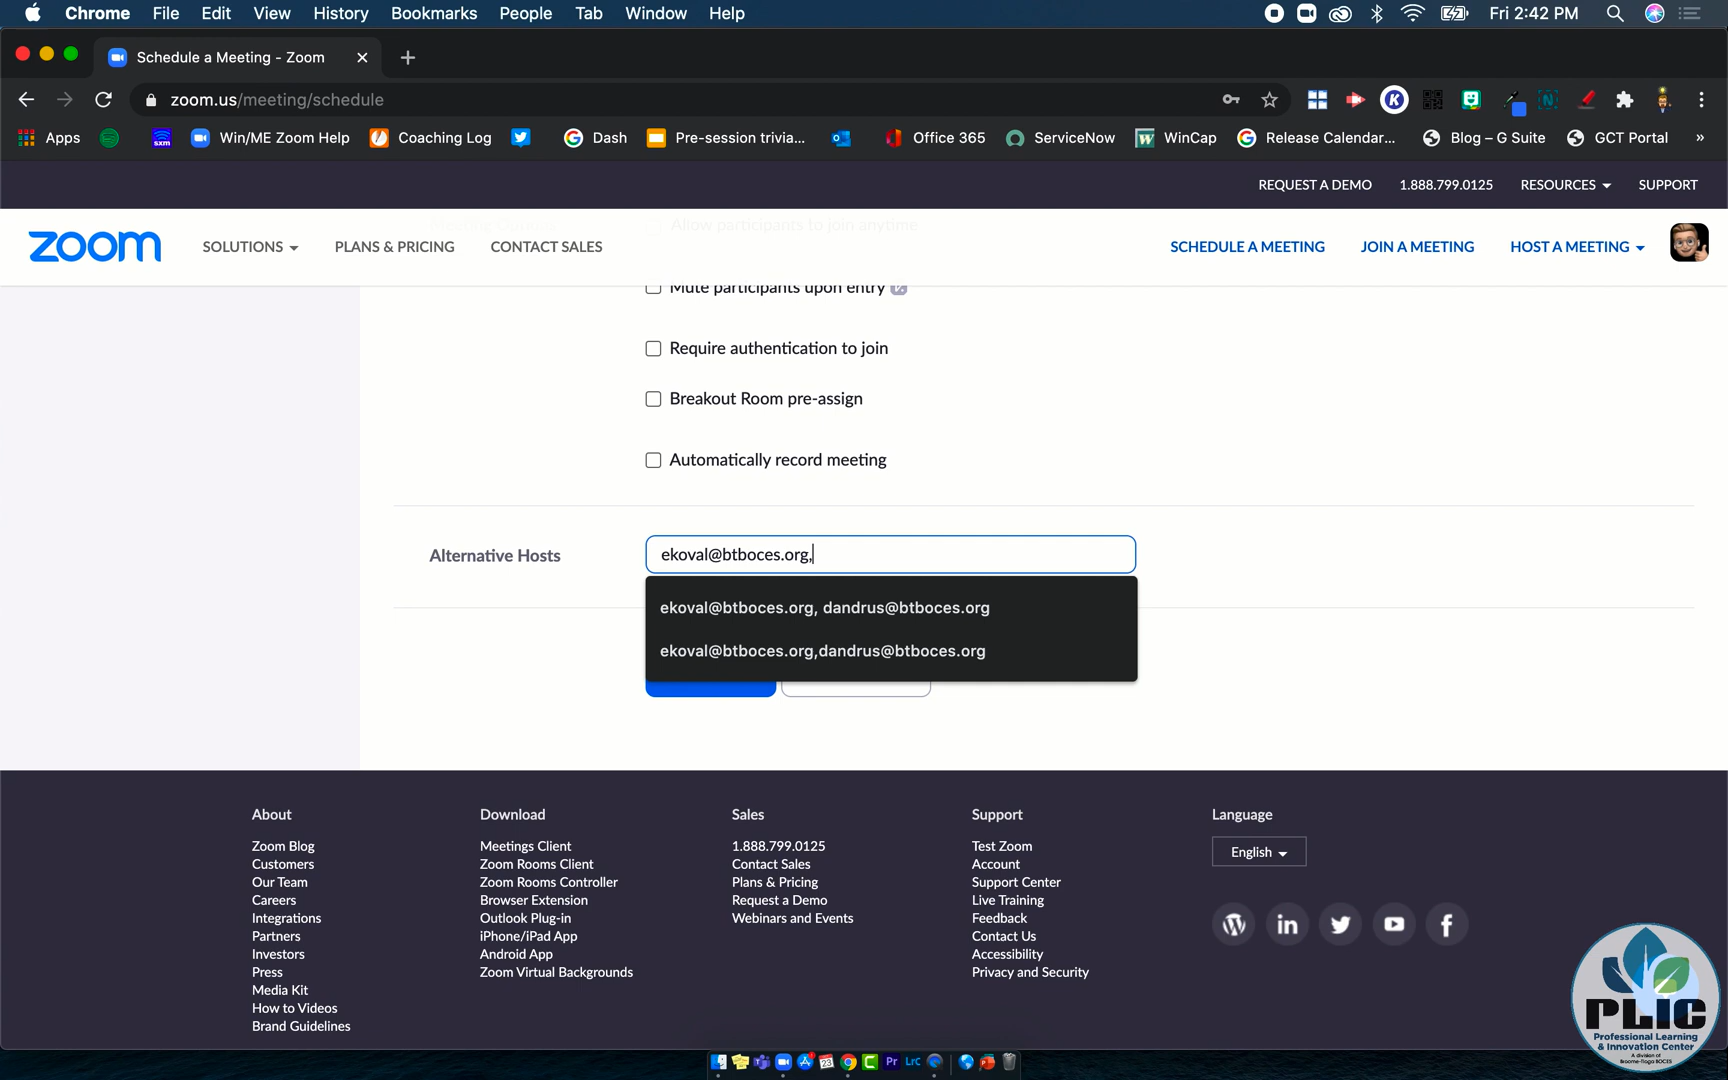 Chrome File Edit View History Bookmarks People Tab Window Help Fri 2:42 PM
Schedule a Meeting - Zoom
zoom.us/meeting/schedule
Apps sxm Win/ME Zoom Help Coaching Log Dash Pre-session trivia... Office 365 ServiceNow WinCap Release Calendar... Blog – G Suite GCT Portal »
REQUEST A DEMO 1.888.799.0125 RESOURCES SUPPORT
Allow participants to join anytime
zoom SOLUTIONS PLANS & PRICING CONTACT SALES SCHEDULE A MEETING JOIN A MEETING HOST A MEETING
Mute participants upon entry
Require authentication to join
Breakout Room pre-assign
Automatically record meeting
Alternative Hosts ekoval@btboces.org,
ekoval@btboces.org, dandrus@btboces.org
ekoval@btboces.org,dandrus@btboces.org
About Download Sales Support Language
Zoom Blog Meetings Client 1.888.799.0125 Test Zoom English
Customers Zoom Rooms Client Contact Sales Account
Our Team Zoom Rooms Controller Plans & Pricing Support Center
Careers Browser Extension Request a Demo Live Training
Integrations Outlook Plug-in Webinars and Events Feedback
Partners iPhone/iPad App Contact Us
Investors Android App Accessibility
Press Zoom Virtual Backgrounds Privacy and Security
Media Kit
How to Videos
Brand Guidelines
PLIC
Professional Learning
& Innovation Center
A division of
Broome-Tioga BOCES
23 Pr LrC